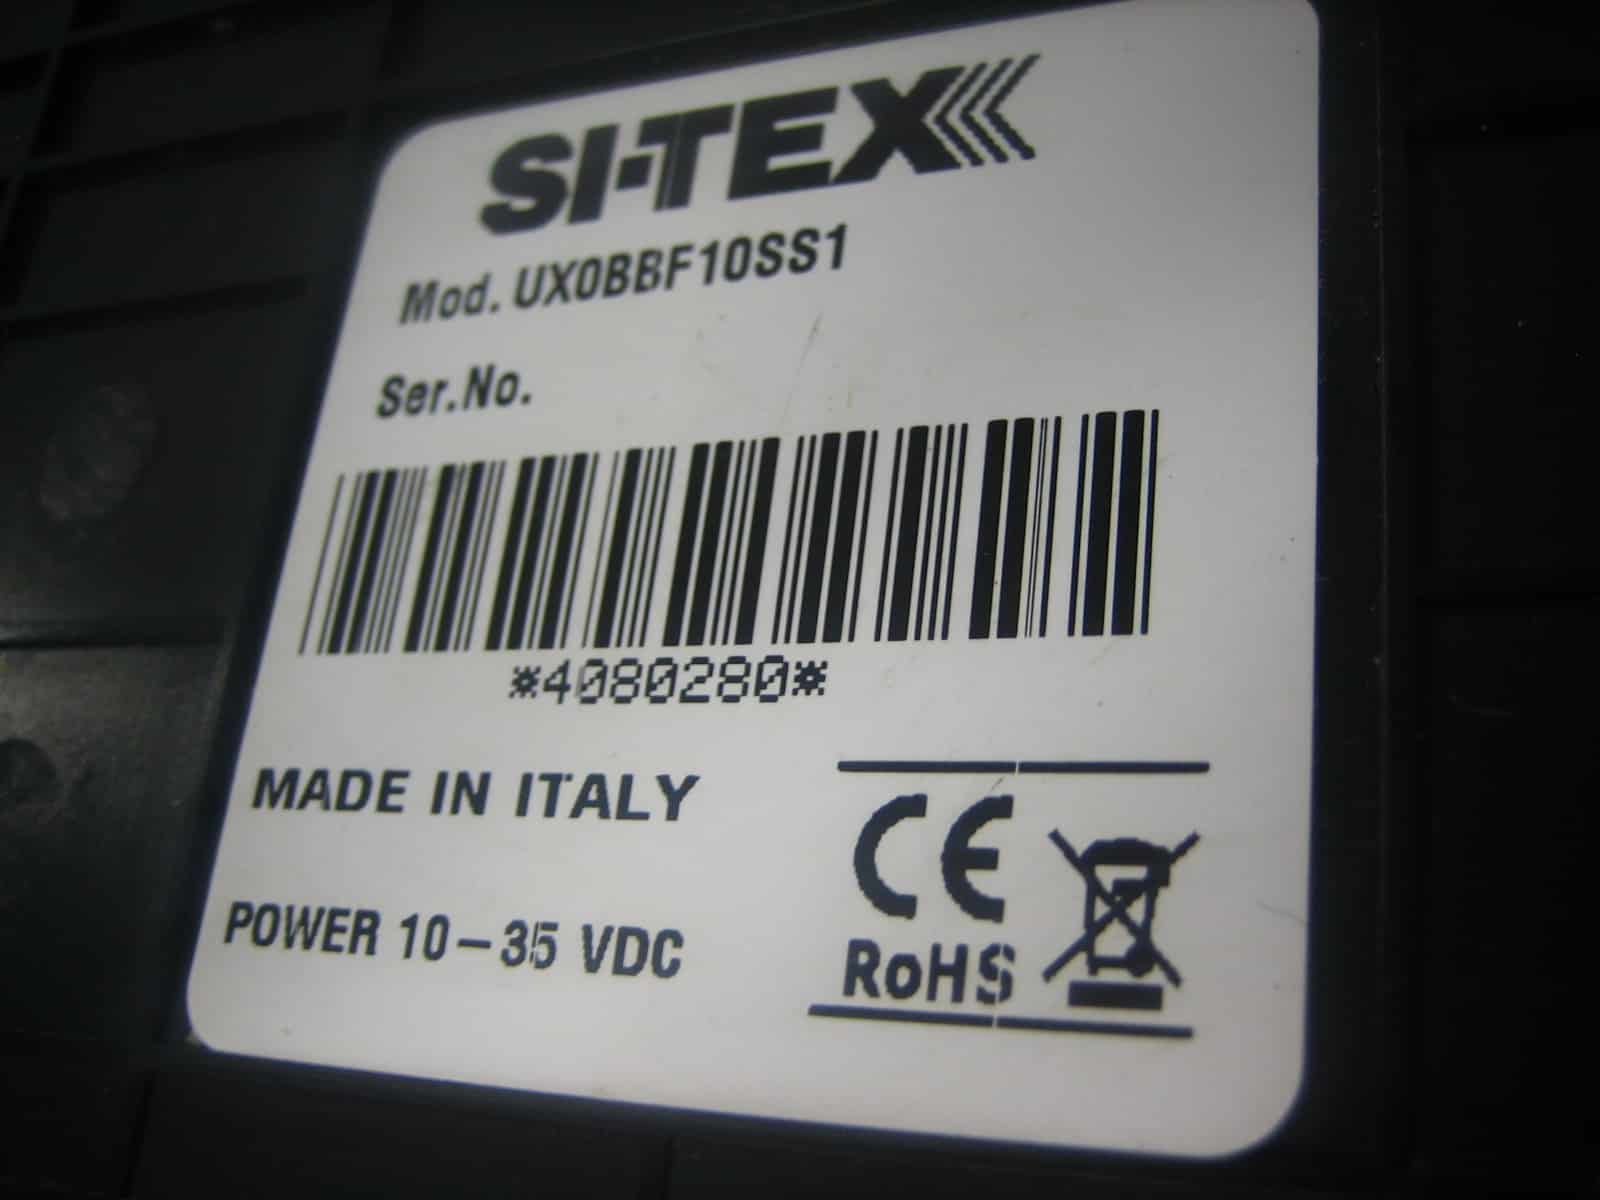 SI-TEX
Mod. UX0BBF10SS1
Ser.No.
*4080280*
MADE IN ITALY
POWER 10-35 VDC
CE
RoHS